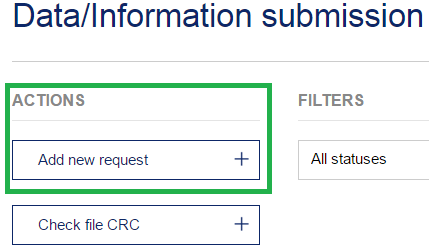 Data/Information submission
ACTIONS
FILTERS
Add new request +
All statuses
Check file CRC +